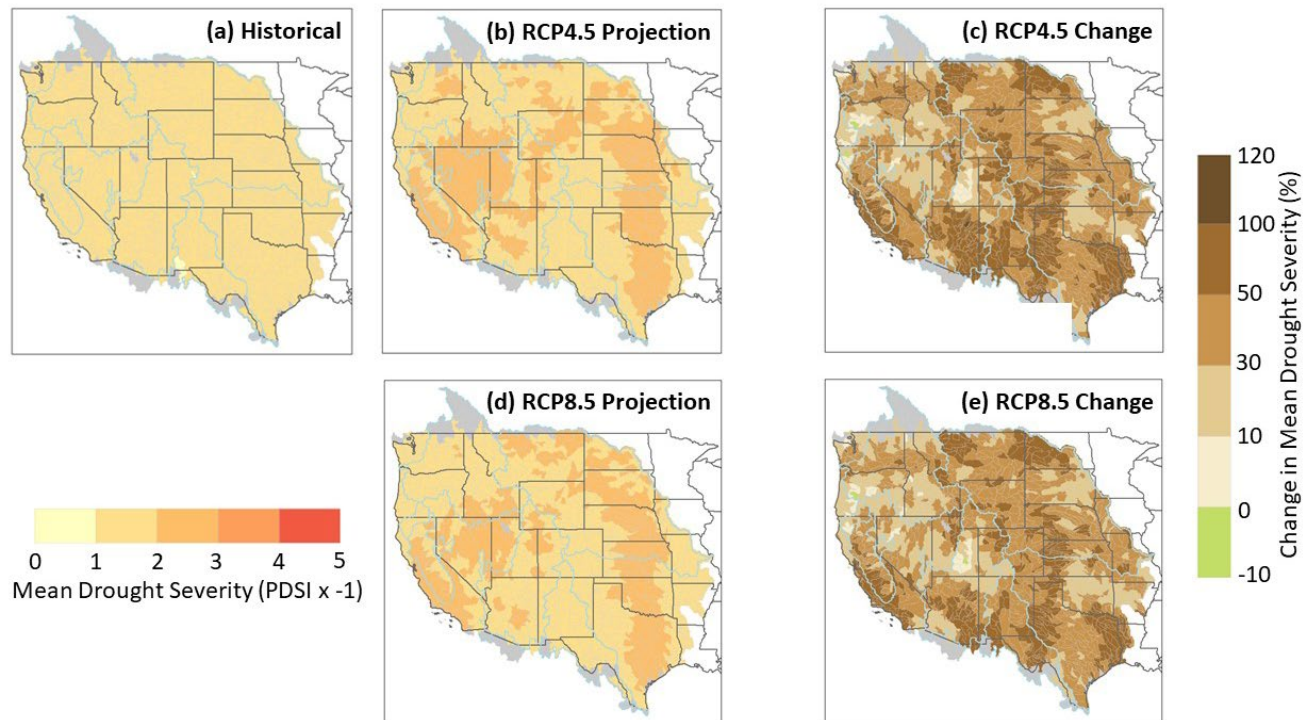 (a) Historical
(b) RCP4.5 Projection
(c) RCP4.5 Change
(d) RCP8.5 Projection
(e) RCP8.5 Change
0 1 2 3 4 5
Mean Drought Severity (PDSI x -1)
120
100
50
30
10
0
-10
Change in Mean Drought Severity (%)